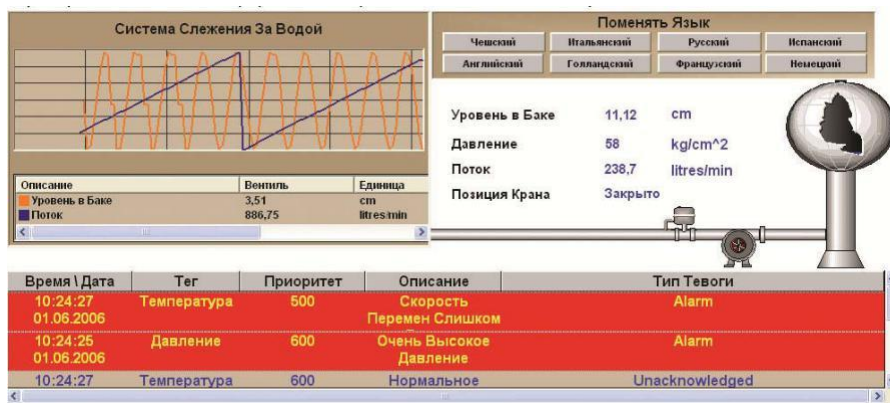 Система Слежения За Водой
Описание Вентиль Единица
Уровень в Баке 3,51 cm
Поток 886,75 litres/min
Поменять Язык
Чешский Итальянский Русский Испанский
Английский Голландский Французский Немецкий
Уровень в Баке 11,12 cm
Давление 58 kg/cm^2
Поток 238,7 litres/min
Позиция Крана Закрыто
Время \ Дата Тег Приоритет Описание Тип Тевоги
10:24:27 Температура 500 Скорость Alarm
01.06.2006 Перемен Слишком
10:24:25 Давление 600 Очень Высокое Alarm
01.06.2006 Давление
10:24:27 Температура 600 Нормальное Unacknowledged